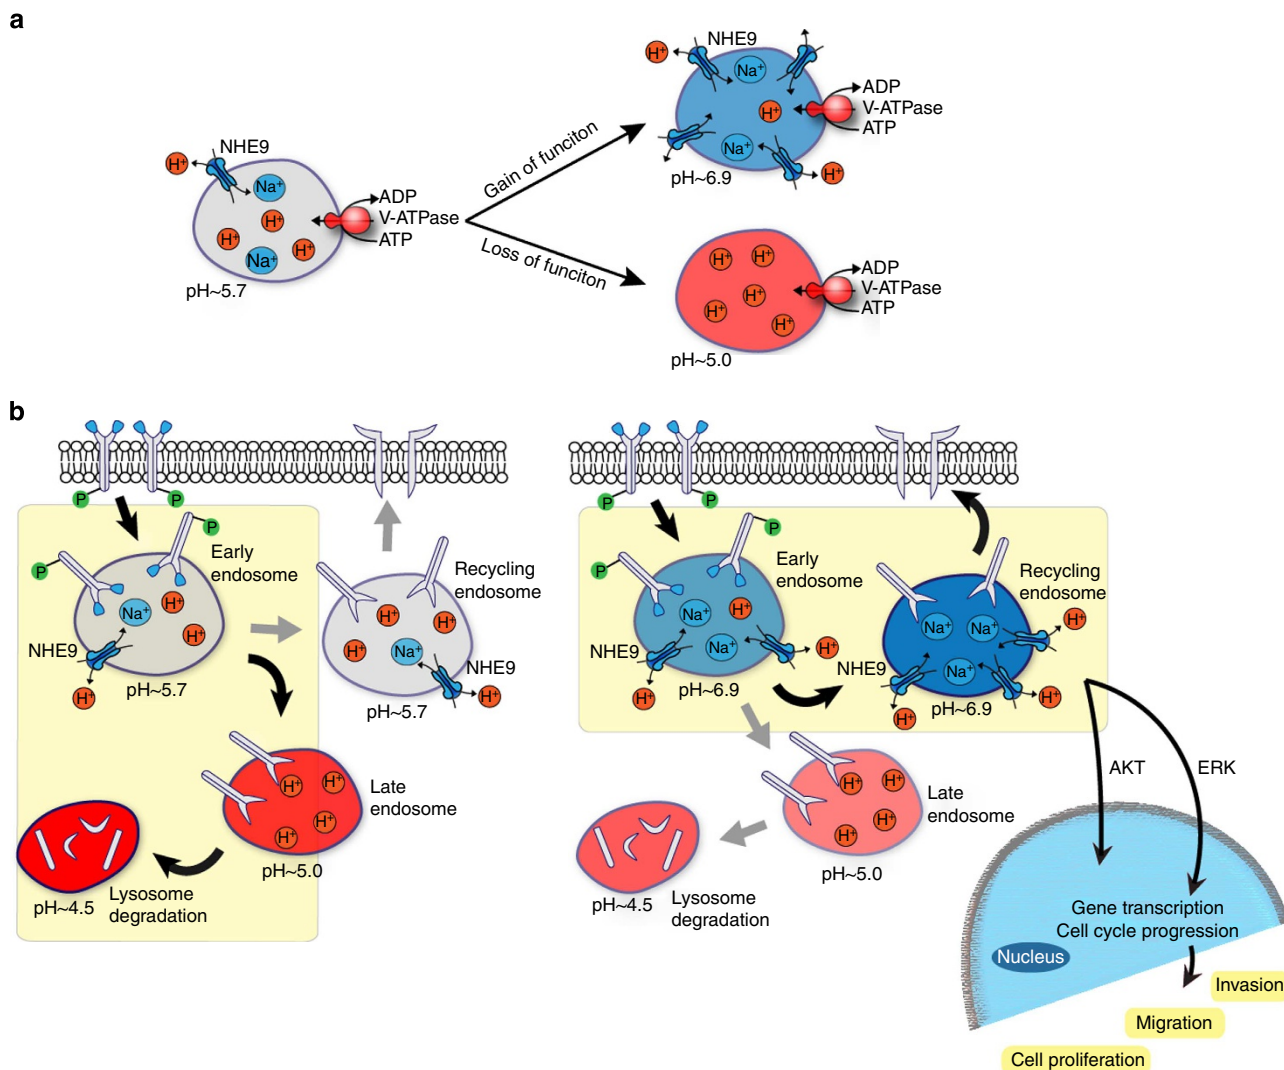 a
NHE9
H⁺
Na⁺
H⁺
H⁺
H⁺
Na⁺
ADP
V-ATPase
ATP
pH~5.7
Gain of funciton
Loss of funciton
NHE9
H⁺
Na⁺
H⁺
Na⁺
H⁺
ADP
V-ATPase
ATP
pH~6.9
H⁺
H⁺
H⁺
H⁺
H⁺
ADP
V-ATPase
ATP
pH~5.0
b
P
P
P
P
Early
endosome
Na⁺
H⁺
H⁺
NHE9
H⁺
pH~5.7
Recycling
endosome
H⁺
H⁺
H⁺
Na⁺
NHE9
H⁺
pH~5.7
H⁺
H⁺
H⁺
H⁺
Late
endosome
pH~5.0
pH~4.5
Lysosome
degradation
P
P
P
P
Early
endosome
Na⁺
H⁺
Na⁺
H⁺
NHE9
H⁺
pH~6.9
Recycling
endosome
H⁺
Na⁺
Na⁺
Na⁺
NHE9
H⁺
H⁺
pH~6.9
H⁺
H⁺
H⁺
H⁺
Late
endosome
pH~5.0
pH~4.5
Lysosome
degradation
AKT
ERK
Gene transcription
Cell cycle progression
Nucleus
Invasion
Migration
Cell proliferation